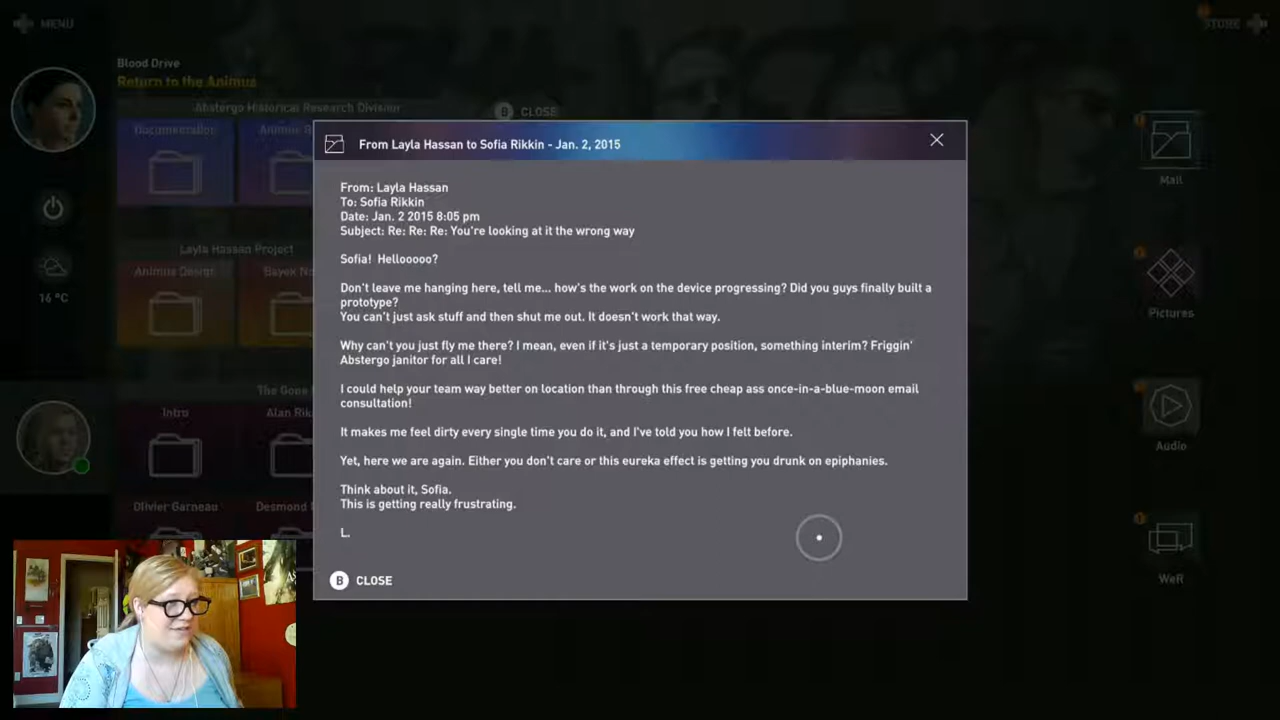 MENU
STORE
Blood Drive
Return to the Animus
Abstergo Historical Research Division
B CLOSE
Documentation
From Layla Hassan to Sofia Rikkin - Jan. 2, 2015
From: Layla Hassan
To: Sofia Rikkin
Date: Jan. 2 2015 8:05 pm
Subject: Re: Re: Re: You're looking at it the wrong way
Sofia! Hellooooo?
Don't leave me hanging here, tell me... how's the work on the device progressing? Did you guys finally built a
prototype?
You can't just ask stuff and then shut me out. It doesn't work that way.
Why can't you just fly me there? I mean, even if it's just a temporary position, something interim? Friggin'
Abstergo janitor for all I care!
I could help your team way better on location than through this free cheap ass once-in-a-blue-moon email
consultation!
It makes me feel dirty every single time you do it, and I've told you how I felt before.
Yet, here we are again. Either you don't care or this eureka effect is getting you drunk on epiphanies.
Think about it, Sofia.
This is getting really frustrating.
L.
B CLOSE
Layla Hassan Project
Animus Design
16 °C
The Gone
Intro
Alan Rik
Olivier Garneau
Desmond
Mail
Pictures
Audio
WeR